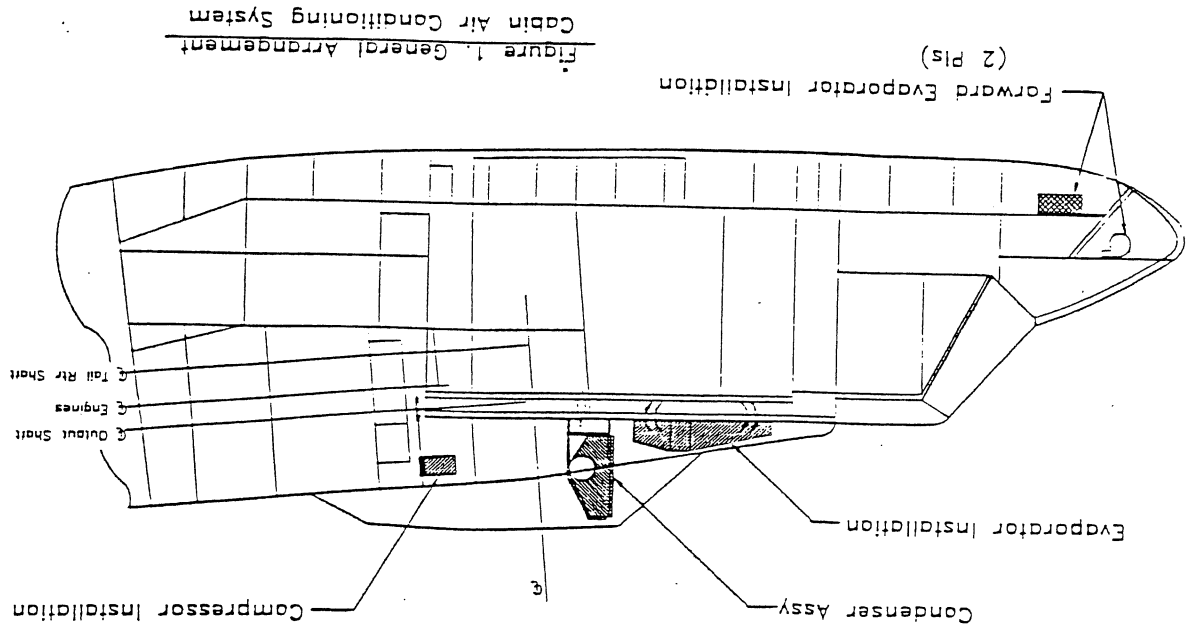 Condenser Assy
Compressor Installation
℄
Evaporator Installation
℄ Output Shaft
℄ Engines
℄ Tail Rtr Shaft
Forward Evaporator Installation
(2 Pls)
Figure 1. General Arrangement
Cabin Air Conditioning System